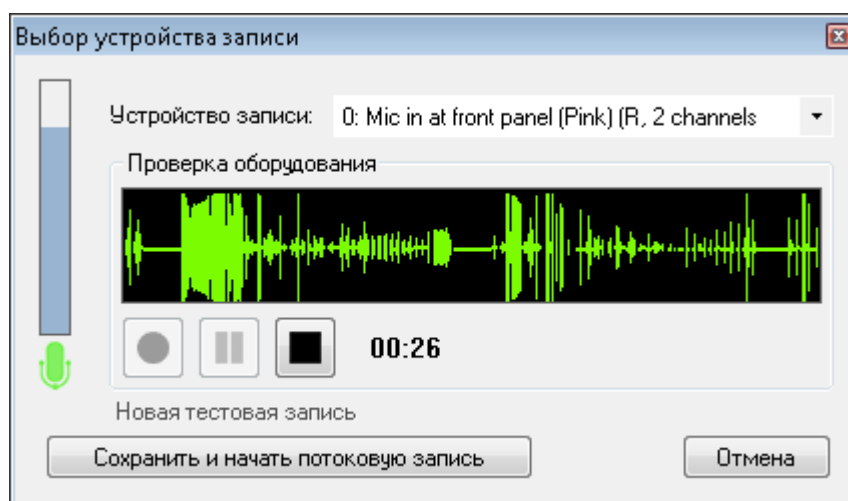 Выбор устройства записи
Устройство записи: 0: Mic in at front panel (Pink) (R, 2 channels
Проверка оборудования
00:26
Новая тестовая запись
Сохранить и начать потоковую запись Отмена